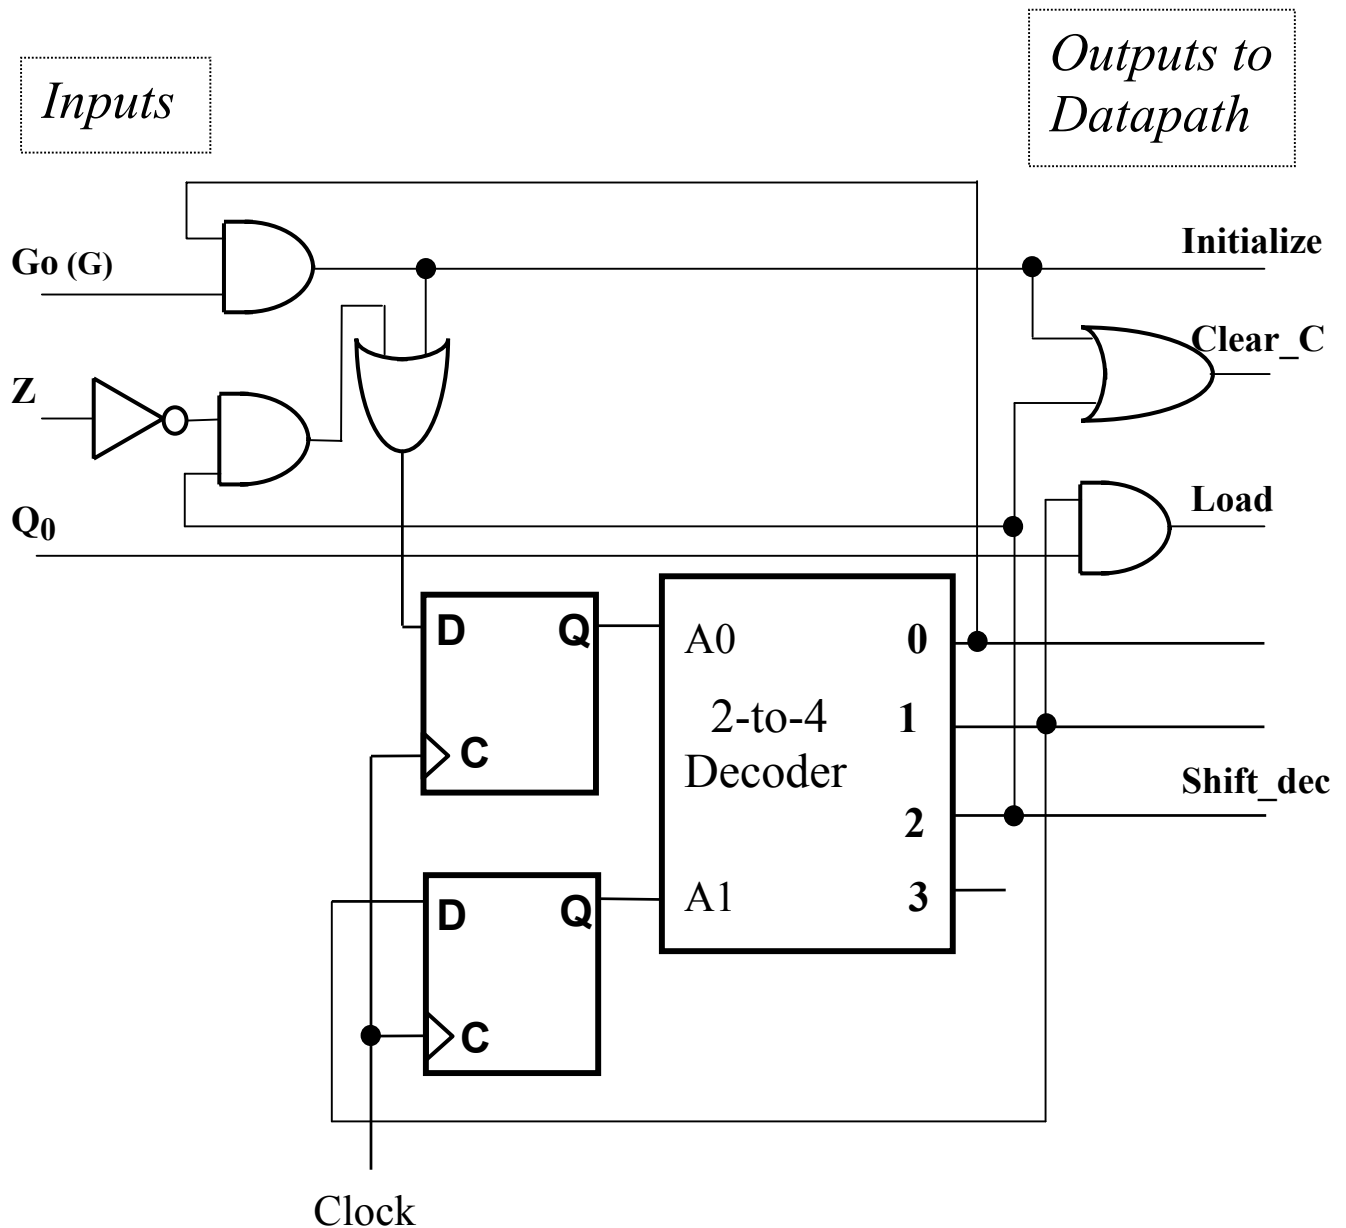 Inputs
Outputs to
Datapath
Initialize
Go (G)
Clear_C
Z
Load
Q0
D Q
A0 0
2-to-4 1
C
Decoder
Shift_dec
2
A1 3
D Q
C
Clock